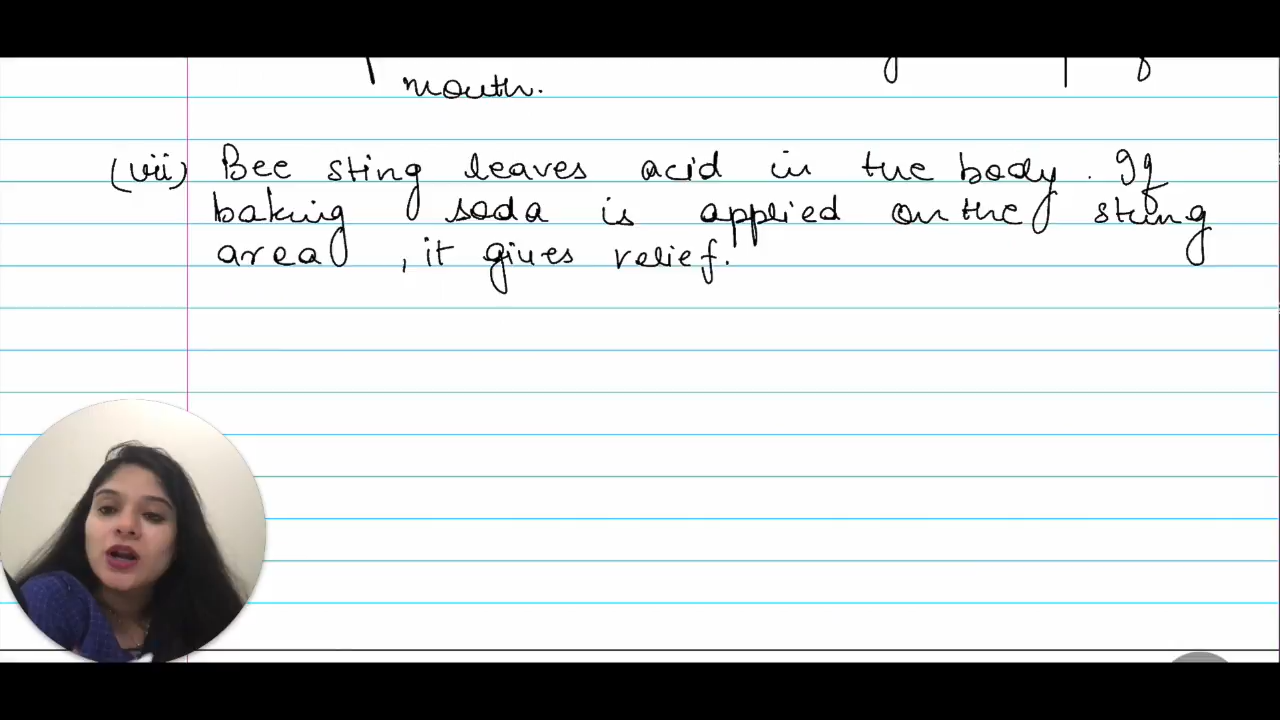 mouth.
(vii) Bee sting leaves acid in the body. If
baking soda is applied on the stung
area, it gives relief.